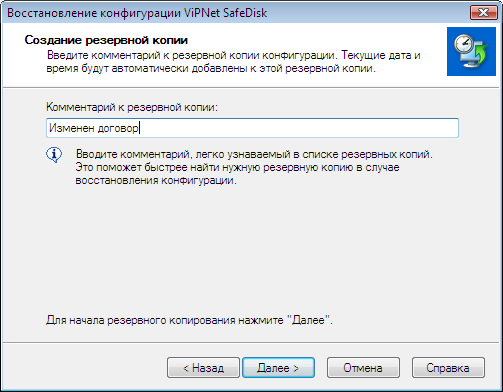 Восстановление конфигурации ViPNet SafeDisk
Создание резервной копии
Введите комментарий к резервной копии конфигурации. Текущие дата и
время будут автоматически добавлены к этой резервной копии.
Комментарий к резервной копии:
Изменен договор
Вводите комментарий, легко узнаваемый в списке резервных копий.
Это поможет быстрее найти нужную резервную копию в случае
восстановления конфигурации.
Для начала резервного копирования нажмите "Далее".
< Назад
Далее >
Отмена
Справка